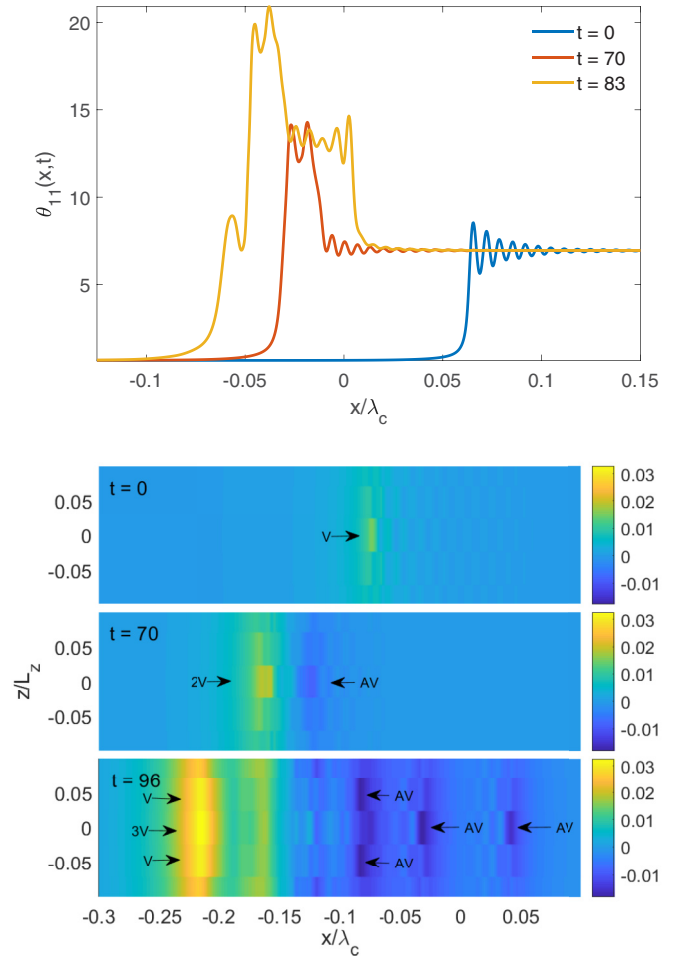 20
15
10
5
θ₁₁(x,t)
t = 0
t = 70
t = 83
-0.1 -0.05 0 0.05 0.1 0.15
x/λc
t = 0
0.05
0
-0.05
V
0.03
0.02
0.01
0
-0.01
t = 70
0.05
0
-0.05
z/Lz
2V
AV
0.03
0.02
0.01
0
-0.01
t = 96
0.05
0
-0.05
V
3V
V
AV
AV
AV
AV
0.03
0.02
0.01
0
-0.01
-0.3 -0.25 -0.2 -0.15 -0.1 -0.05 0 0.05
x/λc